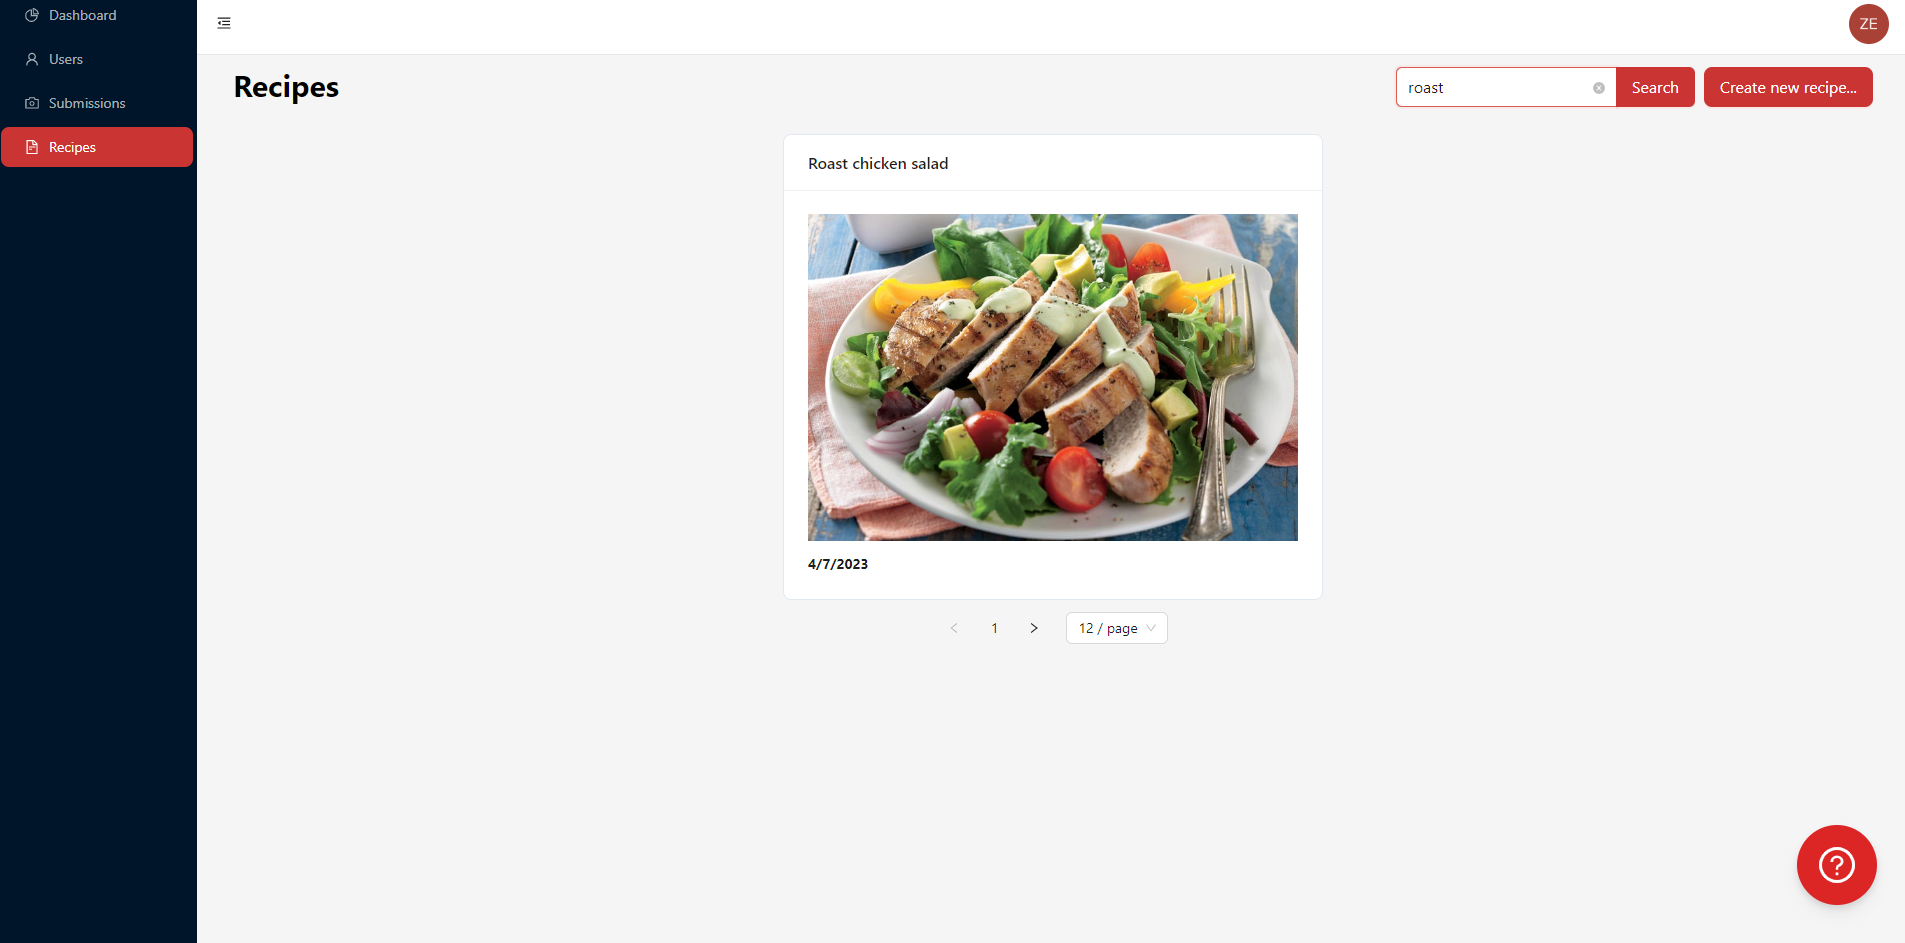 Dashboard
Users
Submissions
Recipes
ZE
Recipes
roast
Search
Create new recipe...
Roast chicken salad
4/7/2023
1
12 / page
?